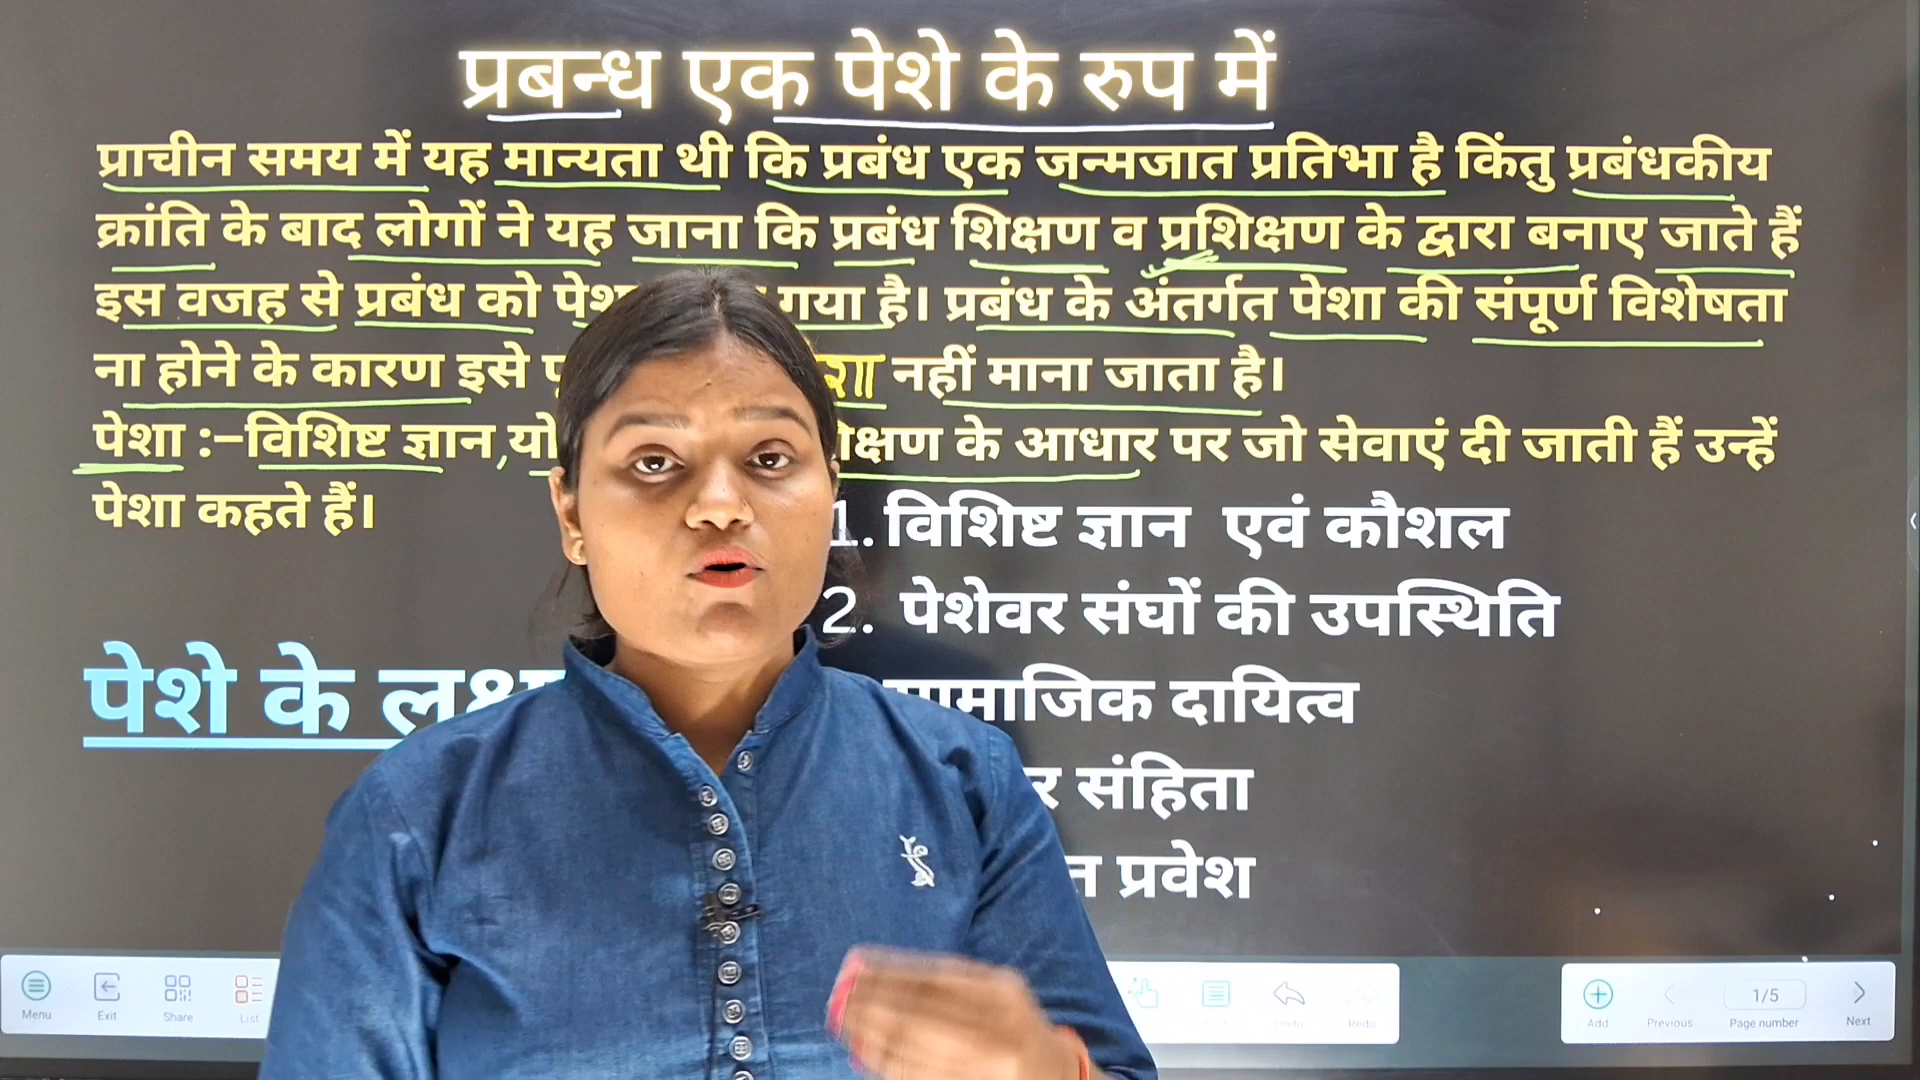 प्रबन्ध एक पेशे के रुप में
प्राचीन समय में यह मान्यता थी कि प्रबंध एक जन्मजात प्रतिभा है किंतु प्रबंधकीय
क्रांति के बाद लोगों ने यह जाना कि प्रबंध शिक्षण व प्रशिक्षण के द्वारा बनाए जाते हैं
इस वजह से प्रबंध को गया है। प्रबंध के अंतर्गत पेशा की संपूर्ण विशेषता
ना होने के कारण इसे नहीं माना जाता है।
पेशा :–विशिष्ट ज्ञान, के आधार पर जो सेवाएं दी जाती हैं उन्हें
पेशा कहते हैं।
1. विशिष्ट ज्ञान एवं कौशल
2. पेशेवर संघों की उपस्थिति
पेशे के
दायित्व
संहिता
प्रवेश
Menu Exit Share List Undo Redo Add Previous 1/5 Page number Next